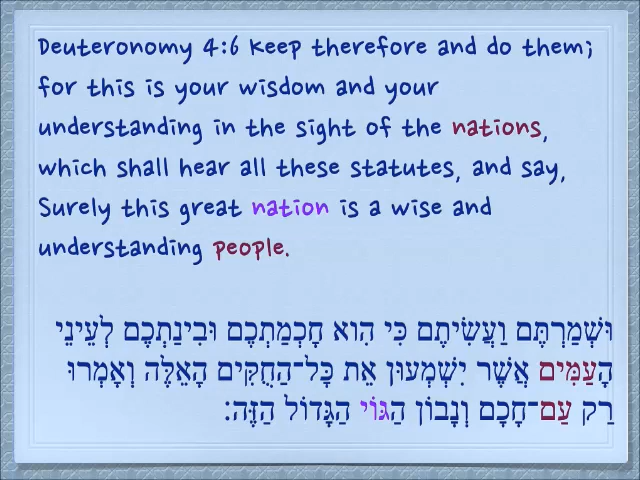 Deuteronomy 4:6 Keep therefore and do them;
for this is your wisdom and your
understanding in the sight of the nations,
which shall hear all these statutes, and say,
Surely this great nation is a wise and
understanding people.
וּשְׁמַרְתֶּם וַעֲשִׂיתֶם כִּי הִוא חָכְמַתְכֶם וּבִינַתְכֶם לְעֵינֵי
הָעַמִּים אֲשֶׁר יִשְׁמְעוּן אֵת כָּל־הַחֻקִּים הָאֵלֶּה וְאָמְרוּ
רַק עַם־חָכָם וְנָבוֹן הַגּוֹי הַגָּדוֹל הַזֶּה׃